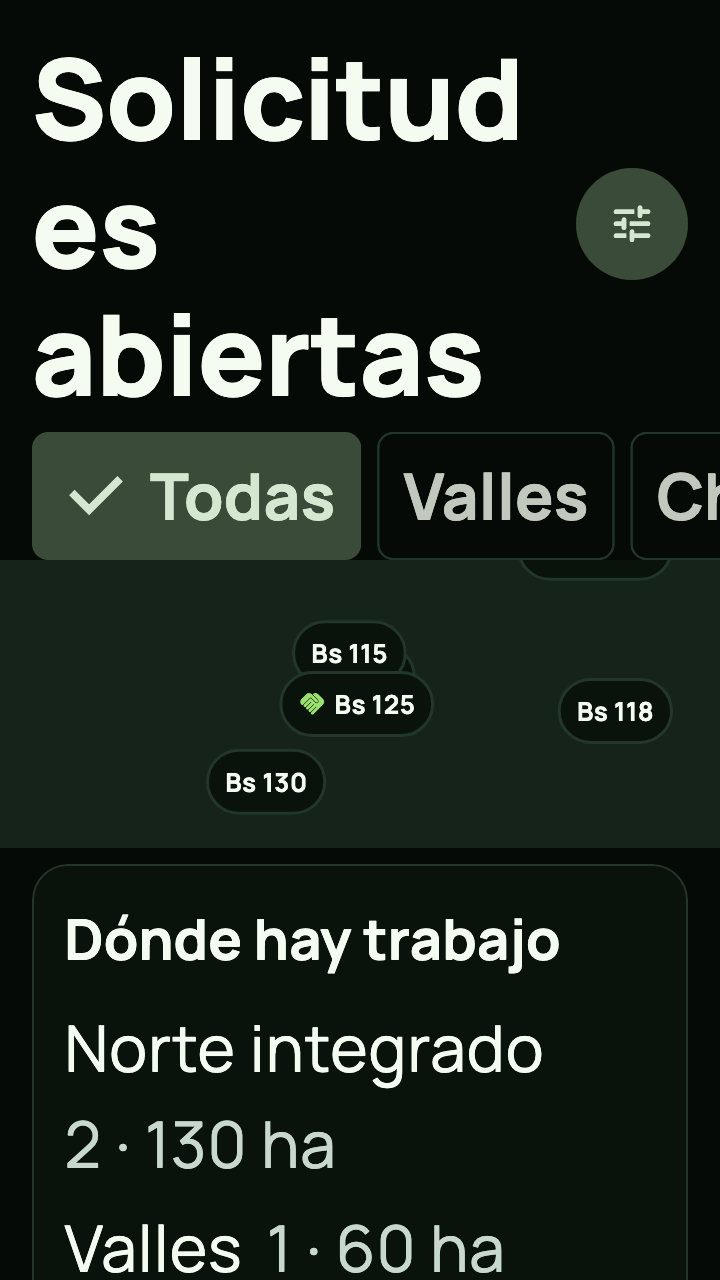 Solicitud
es
abiertas
Todas
Valles
Bs 115
Bs 125
Bs 118
Bs 130
Dónde hay trabajo
Norte integrado
2 · 130 ha
Valles 1 · 60 ha